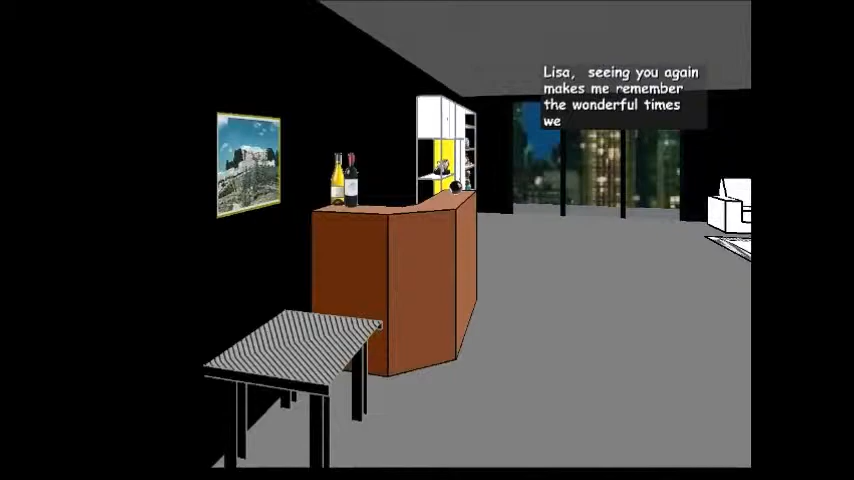 Lisa,  seeing you again
makes me remember
the wonderful times
we